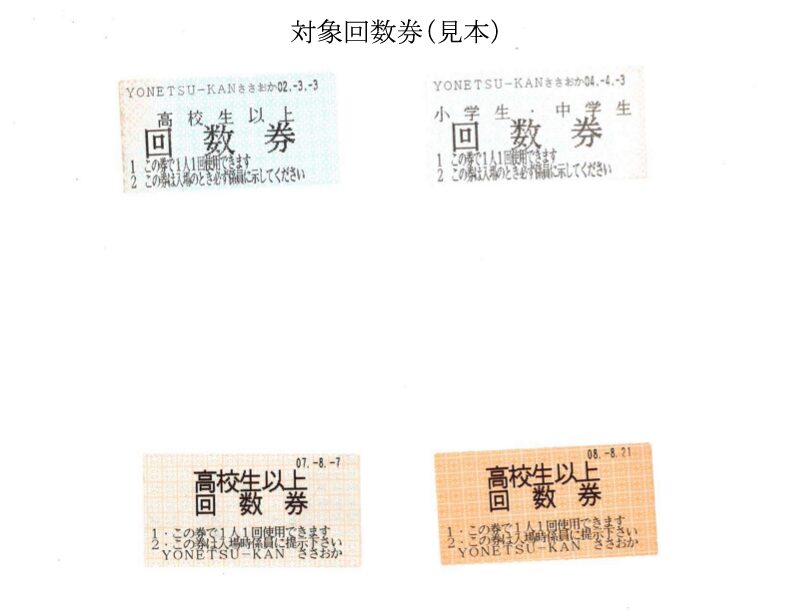 対象回数券(見本)
YONETSU-KANささおか02.-3.-3
高校生以上
回数券
1 この券で1人1回使用できます
2 この券は入場のとき必ず係員に示してください
YONETSU-KANささおか04.-4.-3
小学生・中学生
回数券
1 この券で1人1回使用できます
2 この券は入場のとき必ず係員に示してください
07.-8.-7
高校生以上
回数券
1.この券で1人1回使用できます
2.この券は入場時係員に提示下さい
YONETSU-KAN ささおか
08.-8.21
高校生以上
回数券
1.この券で1人1回使用できます
2.この券は入場時係員に提示下さい
YONETSU-KAN ささおか